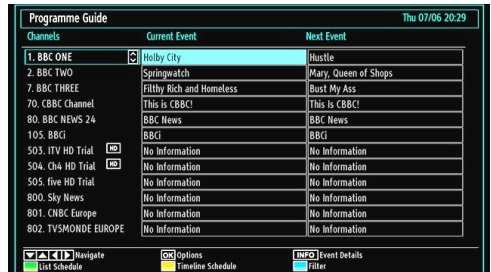 Programme Guide Thu 07/06 20:29
Channels Current Event Next Event
1. BBC ONE Holby City Hustle
2. BBC TWO Springwatch Mary, Queen of Shops
7. BBC THREE Filthy Rich and Homeless Bust My Ass
70. CBBC Channel This is CBBC! This Is CBBC!
80. BBC NEWS 24 BBC News BBC News
105. BBCi BBCi BBCi
503. ITV HD Trial HD No Information No Information
504. Ch4 HD Trial HD No Information No Information
505. five HD Trial No Information No Information
800. Sky News No Information No Information
801. CNBC Europe No Information No Information
802. TV5MONDE EUROPE No Information No Information
Navigate OK Options INFO Event Details
List Schedule Timeline Schedule Filter